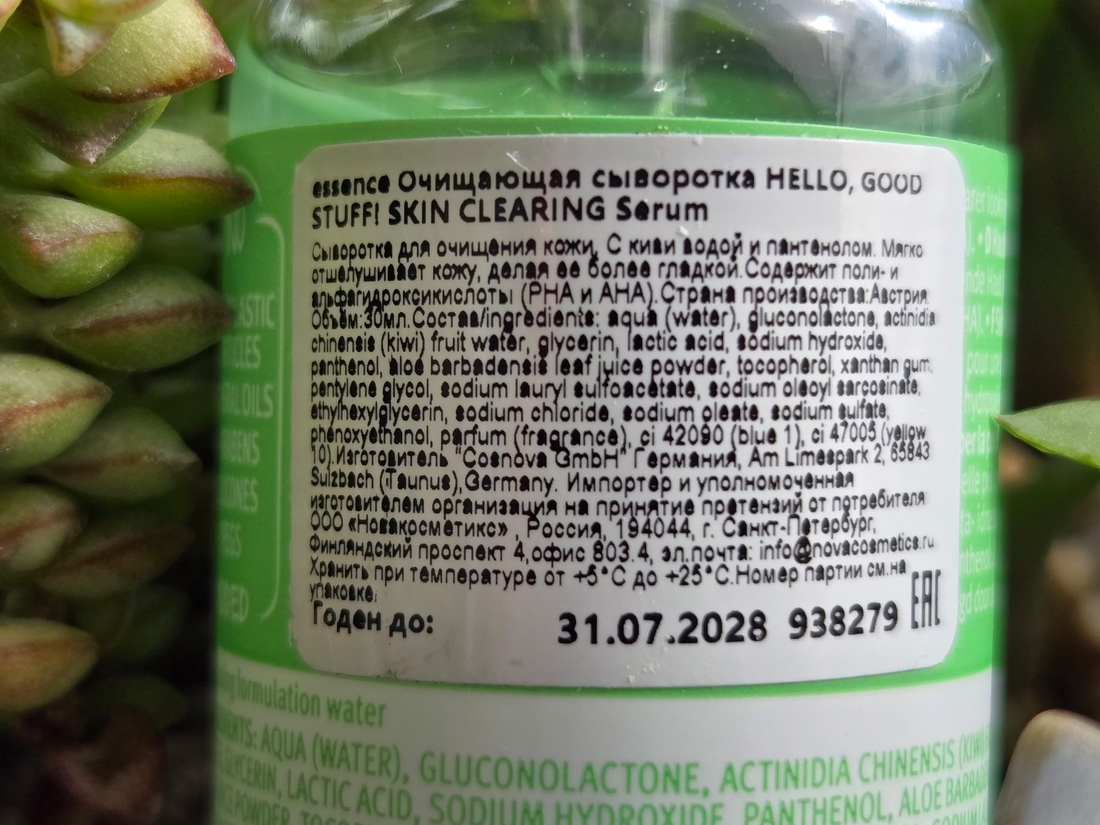 essence Очищающая сыворотка HELLO, GOOD
STUFF! SKIN CLEARING Serum
Сыворотка для очищения кожи. С киви водой и пантенолом. Мягко
отшелушивает кожу, делая ее более гладкой.Содержит поли- и
альфагидроксикислоты (PHA и AHA).Страна производства:Австрия.
Объём:30мл.Состав/ingredients: aqua (water), gluconolactone, actinidia
chinensis (kiwi) fruit water, glycerin, lactic acid, sodium hydroxide,
panthenol, aloe barbadensis leaf juice powder, tocopherol, xanthan gum,
pentylene glycol, sodium lauryl sulfoacetate, sodium oleoyl sarcosinate,
ethylhexylglycerin, sodium chloride, sodium oleate, sodium sulfate,
phenoxyethanol, parfum (fragrance), ci 42090 (blue 1), ci 47005 (yellow
10).Изготовитель "Cosnova GmbH" Германия, Am Limespark 2, 65843
Sulzbach (Taunus),Germany. Импортер и уполномоченная
изготовителем организация на принятие претензий от потребителя
ООО «Новакосметикс» , Россия, 194044, г. Санкт-Петербург,
Финляндский проспект 4,офис 803.4, эл.почта: info@novacosmetics.ru
Хранить при температуре от +5°C до +25°C.Номер партии см.на
упаковке.
Годен до: 31.07.2028 938279 EAC
formulation water
AQUA (WATER), GLUCONOLACTONE, ACTINIDIA CHINENSIS
GLYCERIN, LACTIC ACID, SODIUM HYDROXIDE, PANTHENOL, ALOE